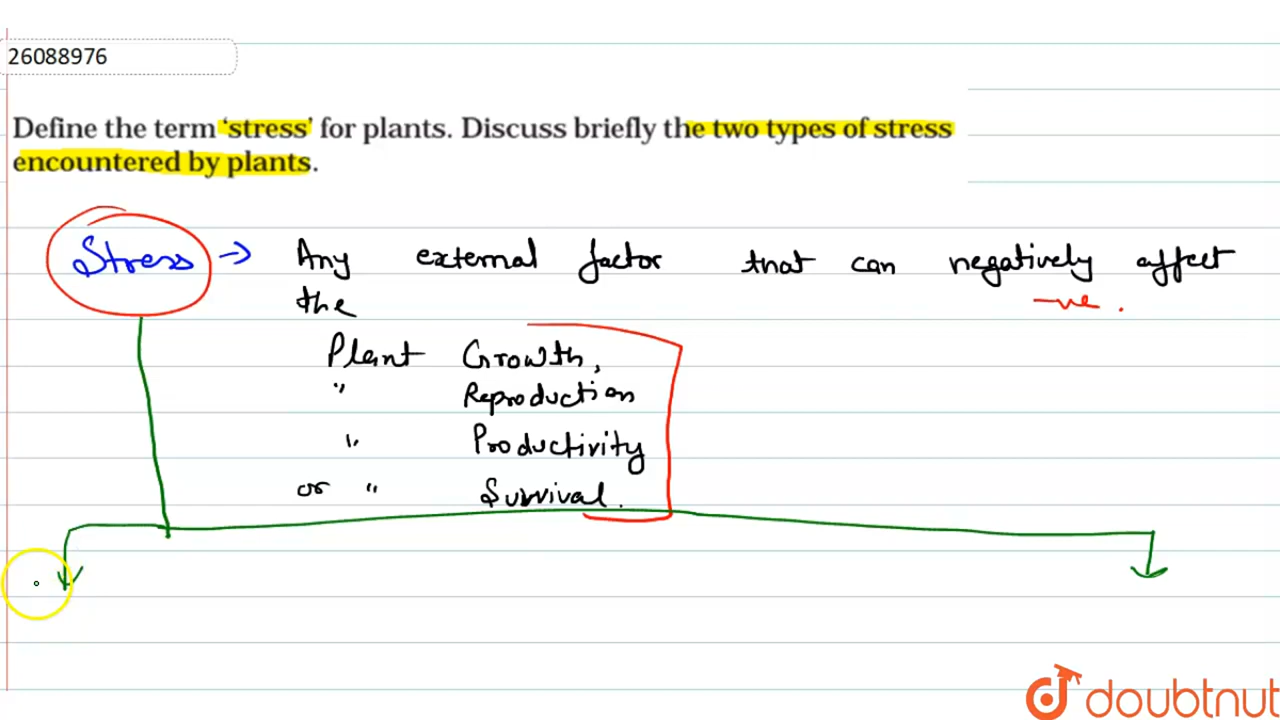 26088976
Define the term ‘stress’ for plants. Discuss briefly the two types of stress
encountered by plants.
Stress → Any external factor that can negatively affect
the -ve.
Plant Growth,
" Reproduction
" Productivity
or " Survival.
doubtnut